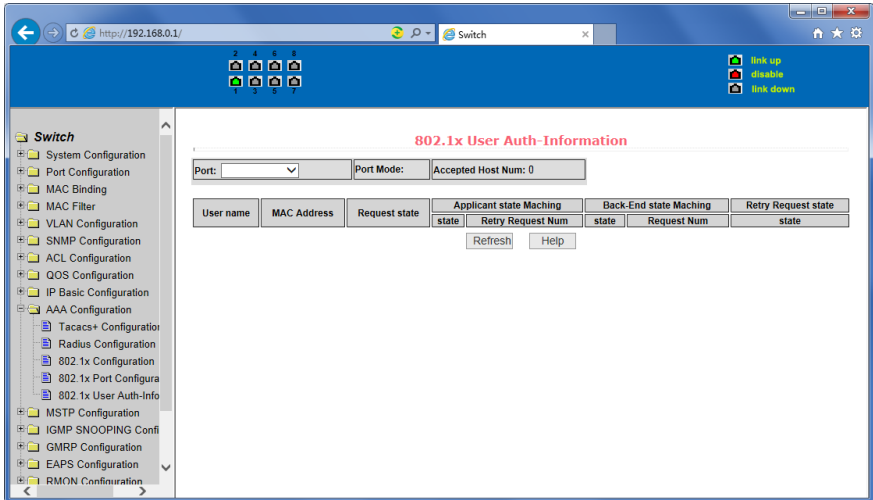 http://192.168.0.1/
Switch
2 4 6 8
1 3 5 7
link up
disable
link down
Switch
System Configuration
Port Configuration
MAC Binding
MAC Filter
VLAN Configuration
SNMP Configuration
ACL Configuration
QOS Configuration
IP Basic Configuration
AAA Configuration
Tacacs+ Configuration
Radius Configuration
802.1x Configuration
802.1x Port Configura
802.1x User Auth-Info
MSTP Configuration
IGMP SNOOPING Confi
GMRP Configuration
EAPS Configuration
RMON Configuration
802.1x User Auth-Information
Port: Port Mode: Accepted Host Num: 0
User name MAC Address Request state Applicant state Maching Back-End state Maching Retry Request state
state Retry Request Num state Request Num state
Refresh Help